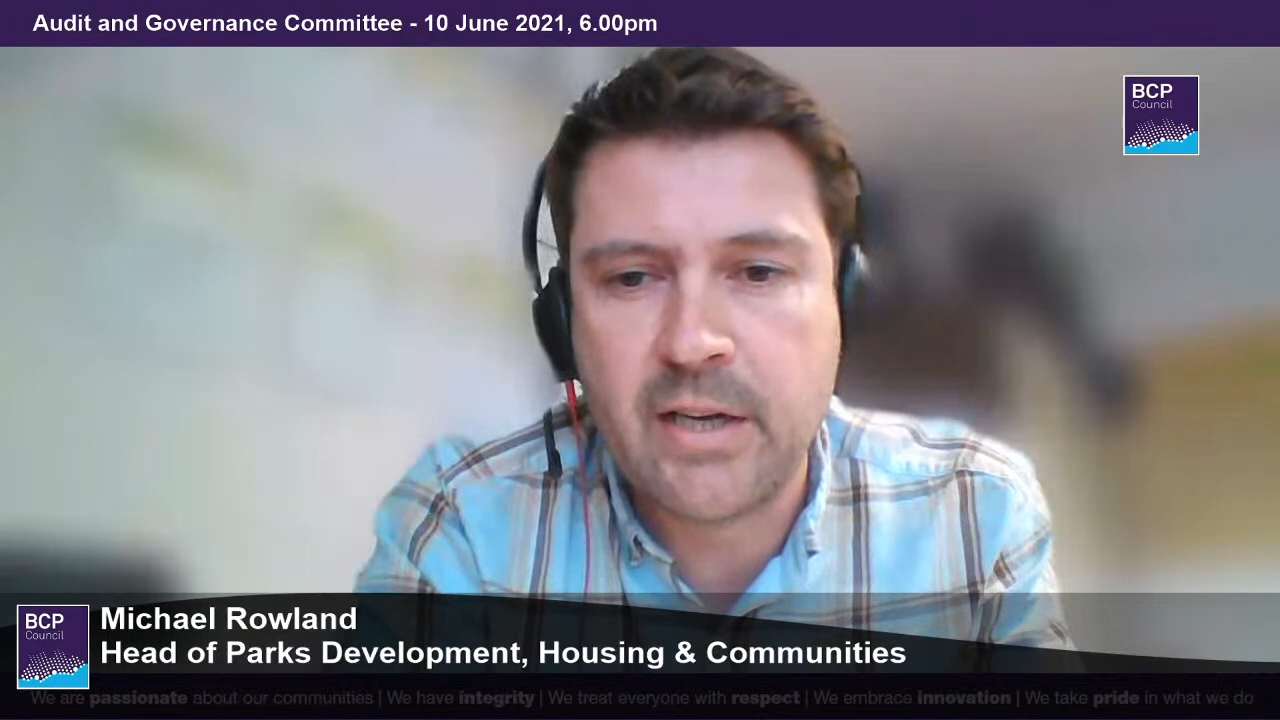 Audit and Governance Committee - 10 June 2021, 6.00pm
BCP
Council
BCP
Council
Michael Rowland
Head of Parks Development, Housing & Communities
We are passionate about our communities | We have integrity | We treat everyone with respect | We embrace innovation | We take pride in what we do